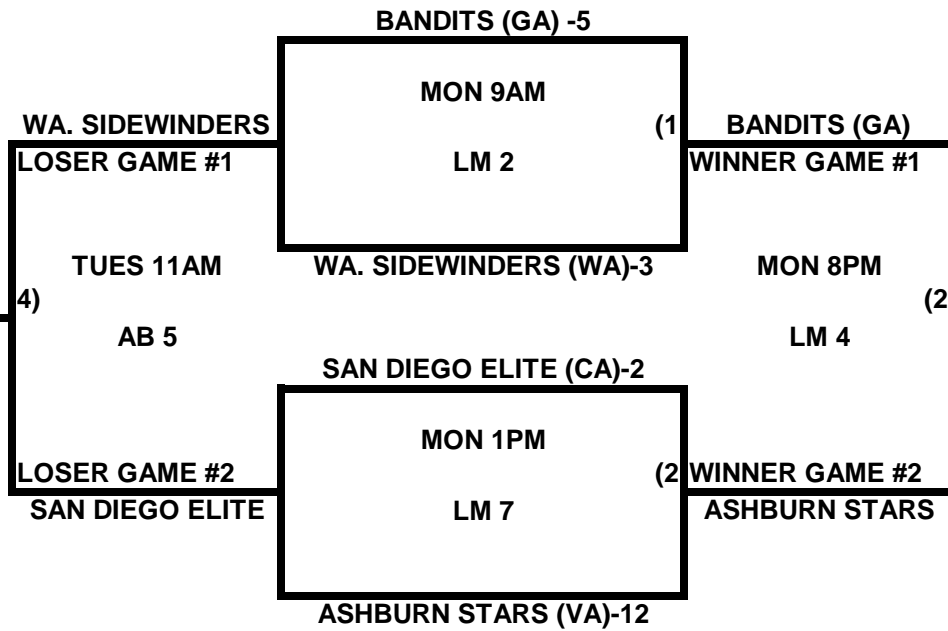 BANDITS (GA) -5
MON 9AM
WA. SIDEWINDERS
(1
BANDITS (GA)
LOSER GAME #1
LM 2
WINNER GAME #1
TUES 11AM
WA. SIDEWINDERS (WA)-3
MON 8PM
4)
(2
AB 5
LM 4
SAN DIEGO ELITE (CA)-2
MON 1PM
LOSER GAME #2
(2
WINNER GAME #2
SAN DIEGO ELITE
LM 7
ASHBURN STARS
ASHBURN STARS (VA)-12